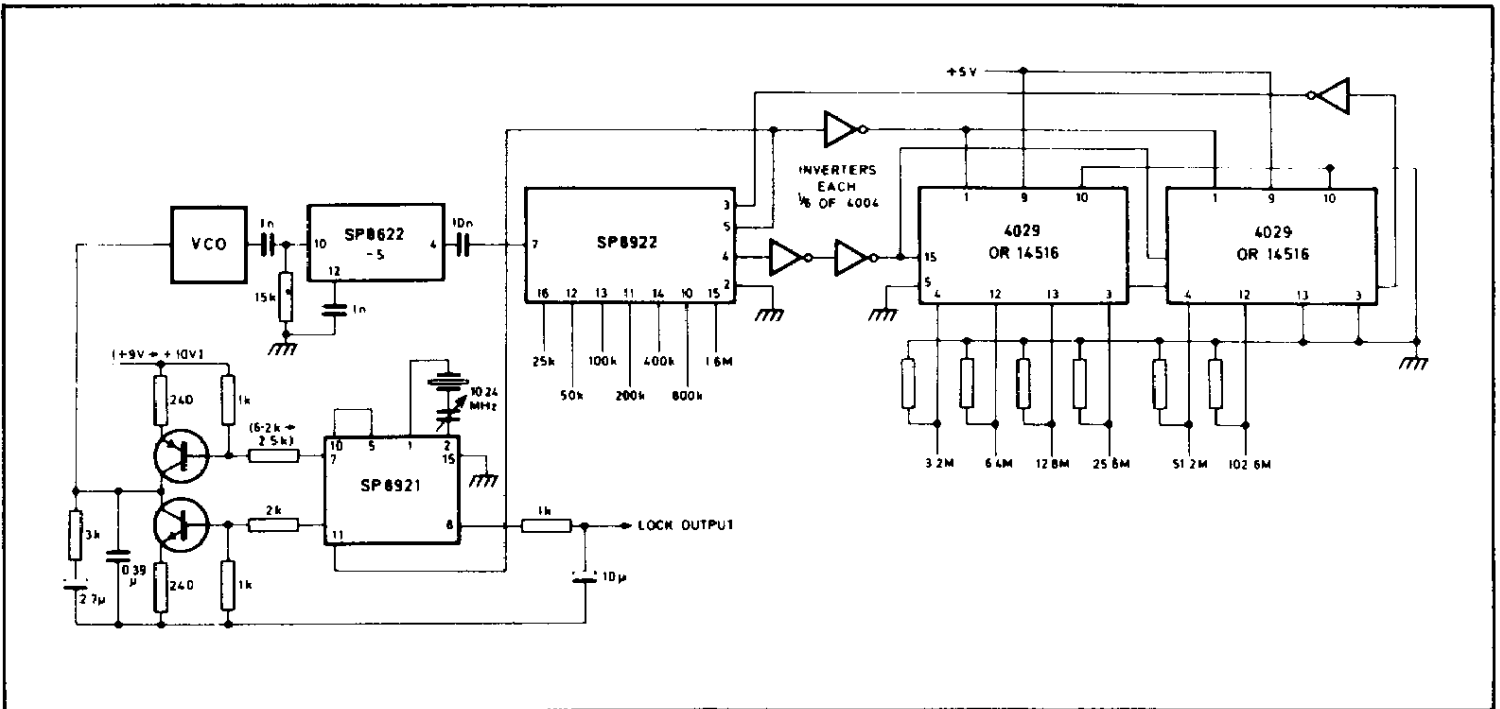 +5V
INVERTERS
EACH
⅙ OF 4004
VCO
1n
10
SP8622
-S
4
12
15k
1n
10n
7
SP8922
3
5
4
2
16
12
13
11
14
10
15
25k
50k
100k
200k
400k
800k
1.6M
1
9
10
4029
OR 14516
15
5
4
12
13
3
3.2M
6.4M
12.8M
25.6M
1
9
10
4029
OR 14516
4
12
13
3
51.2M
102.6M
(+9V → +10V)
240
1k
(6·2k →
2·5k)
10
5
1
2
7
15
SP8921
11
8
10.24
MHz
2k
1k
LOCK OUTPUT
10µ
3k
0.39
µ
2.7µ
240
1k